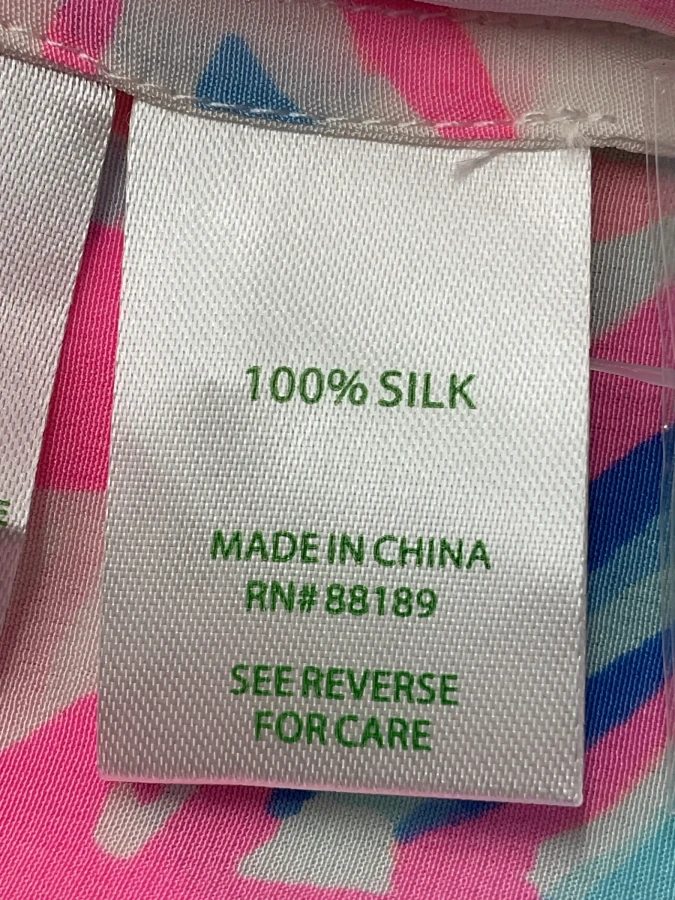 100% SILK
MADE IN CHINA
RN# 88189
SEE REVERSE
FOR CARE